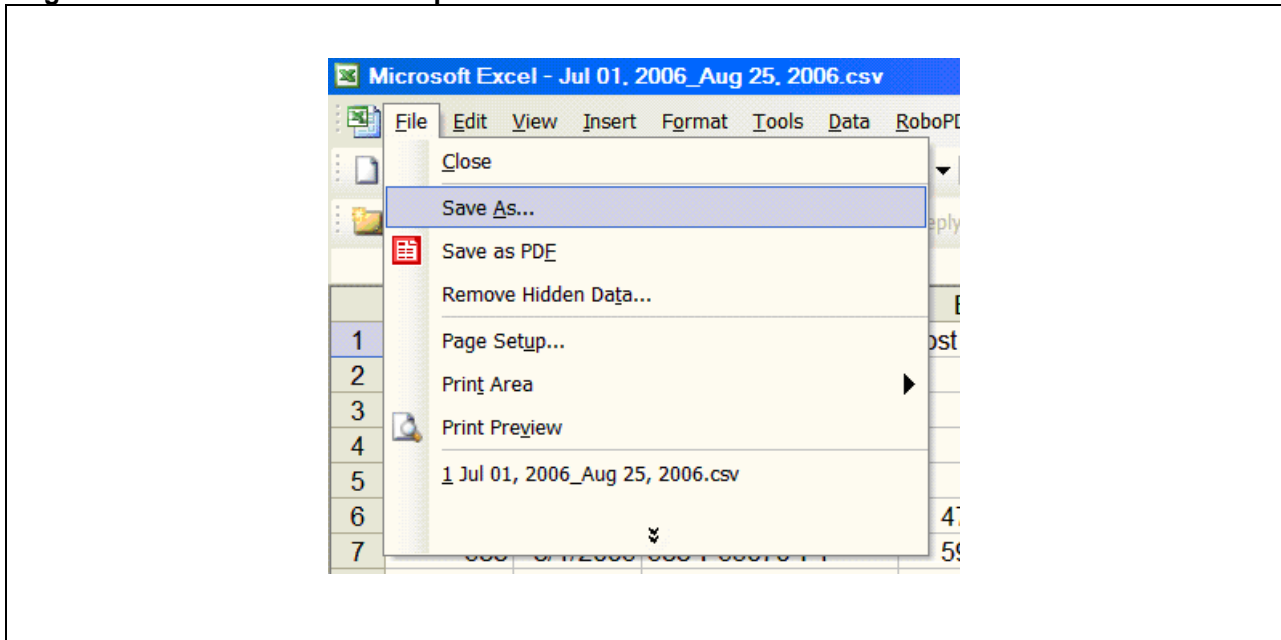 Microsoft Excel - Jul 01, 2006_Aug 25, 2006.csv
File Edit View Insert Format Tools Data
Close
Save As...
Save as PDF
Remove Hidden Data...
1 Page Setup...
2 Print Area
3
Print Preview
4
5 1 Jul 01, 2006_Aug 25, 2006.csv
6
7